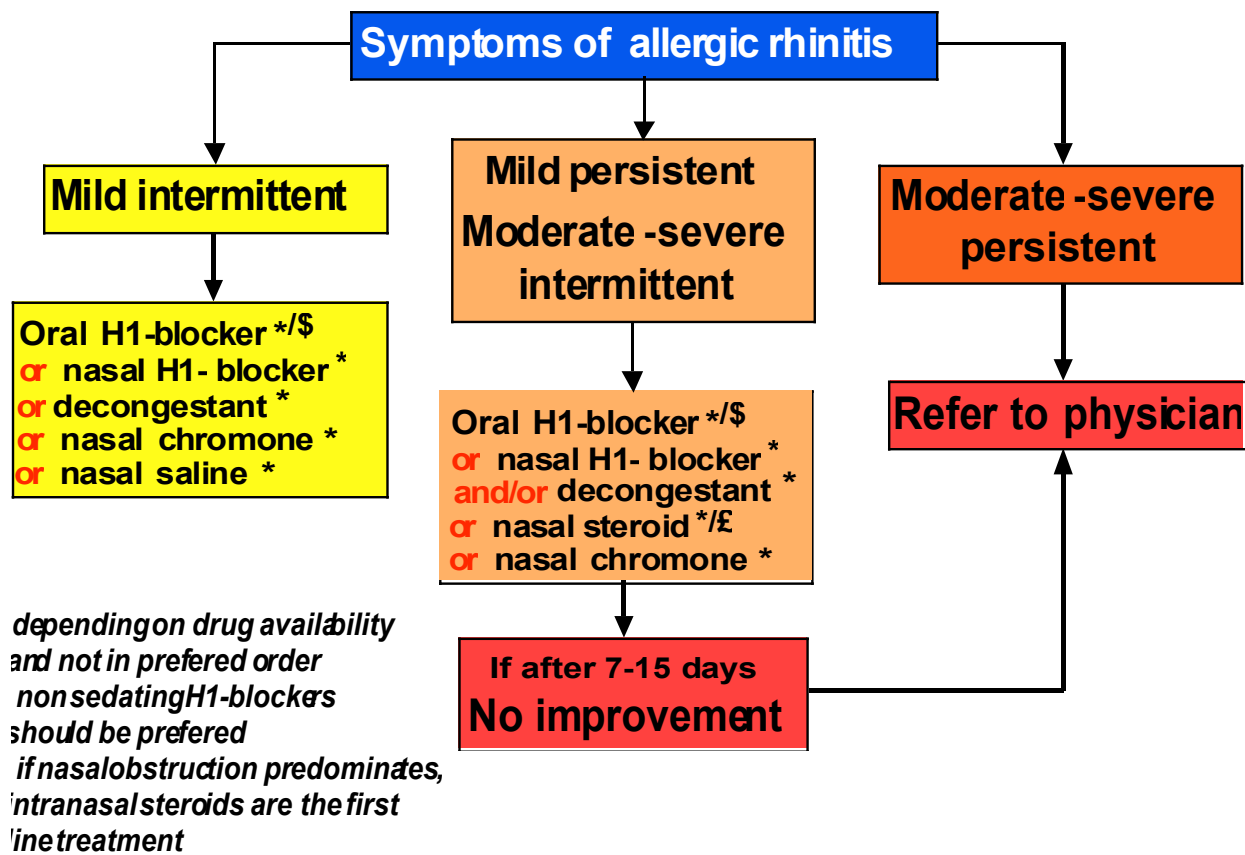 Symptoms of allergic rhinitis
Mild intermittent
Oral H1-blocker */$
or nasal H1- blocker *
or decongestant *
or nasal chromone *
or nasal saline *
Mild persistent
Moderate -severe
intermittent
Oral H1-blocker */$
or nasal H1- blocker *
and/or decongestant *
or nasal steroid */£
or nasal chromone *
If after 7-15 days
No improvement
Moderate -severe
persistent
Refer to physician
depending on drug availability
and not in prefered order
non sedating H1-blockers
should be prefered
if nasal obstruction predominates,
intranasal steroids are the first
line treatment